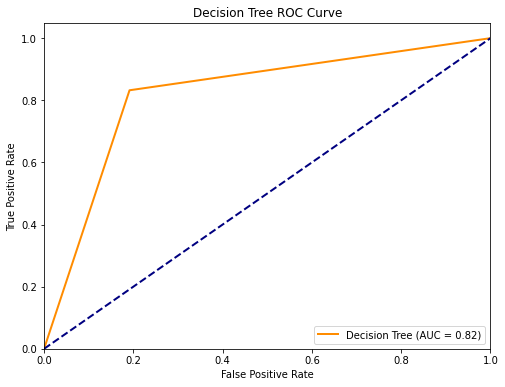 Decision Tree ROC Curve
True Positive Rate
1.0
0.8
0.6
0.4
0.2
0.0
Decision Tree (AUC = 0.82)
0.0 0.2 0.4 0.6 0.8 1.0
False Positive Rate